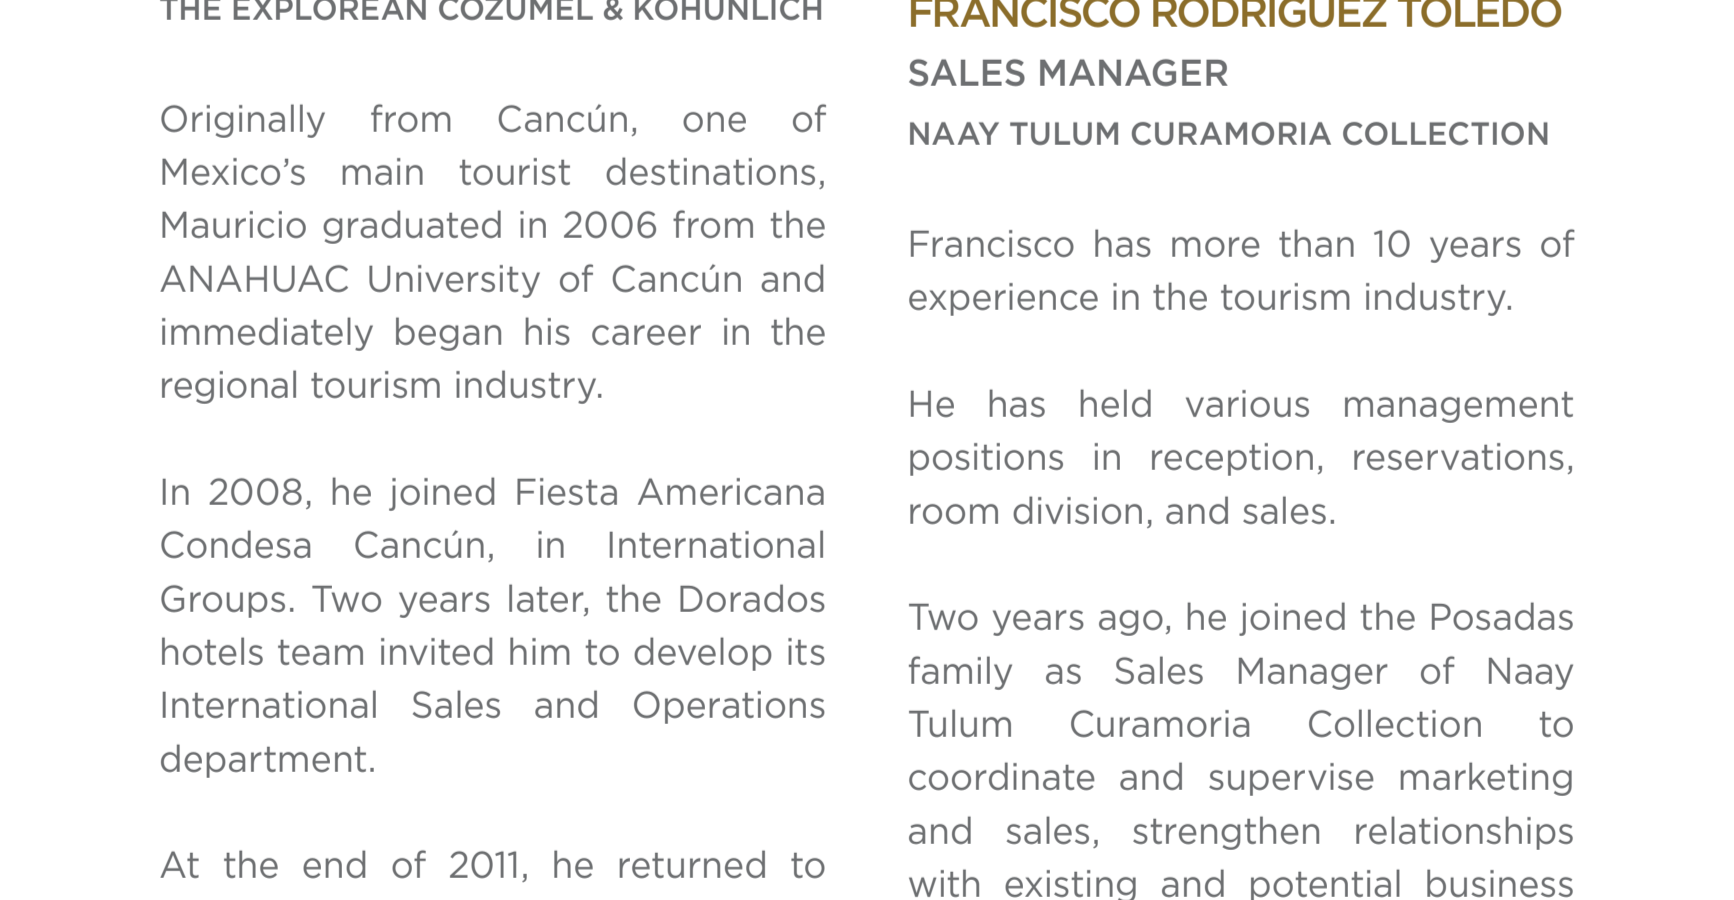 THE EXPLOREAN COZUMEL & KOHUNLICH
Originally from Cancún, one of
Mexico’s main tourist destinations,
Mauricio graduated in 2006 from the
ANAHUAC University of Cancún and
immediately began his career in the
regional tourism industry.
In 2008, he joined Fiesta Americana
Condesa Cancún, in International
Groups. Two years later, the Dorados
hotels team invited him to develop its
International Sales and Operations
department.
At the end of 2011, he returned to
FRANCISCO RODRIGUEZ TOLEDO
SALES MANAGER
NAAY TULUM CURAMORIA COLLECTION
Francisco has more than 10 years of
experience in the tourism industry.
He has held various management
positions in reception, reservations,
room division, and sales.
Two years ago, he joined the Posadas
family as Sales Manager of Naay
Tulum Curamoria Collection to
coordinate and supervise marketing
and sales, strengthen relationships
with existing and potential business